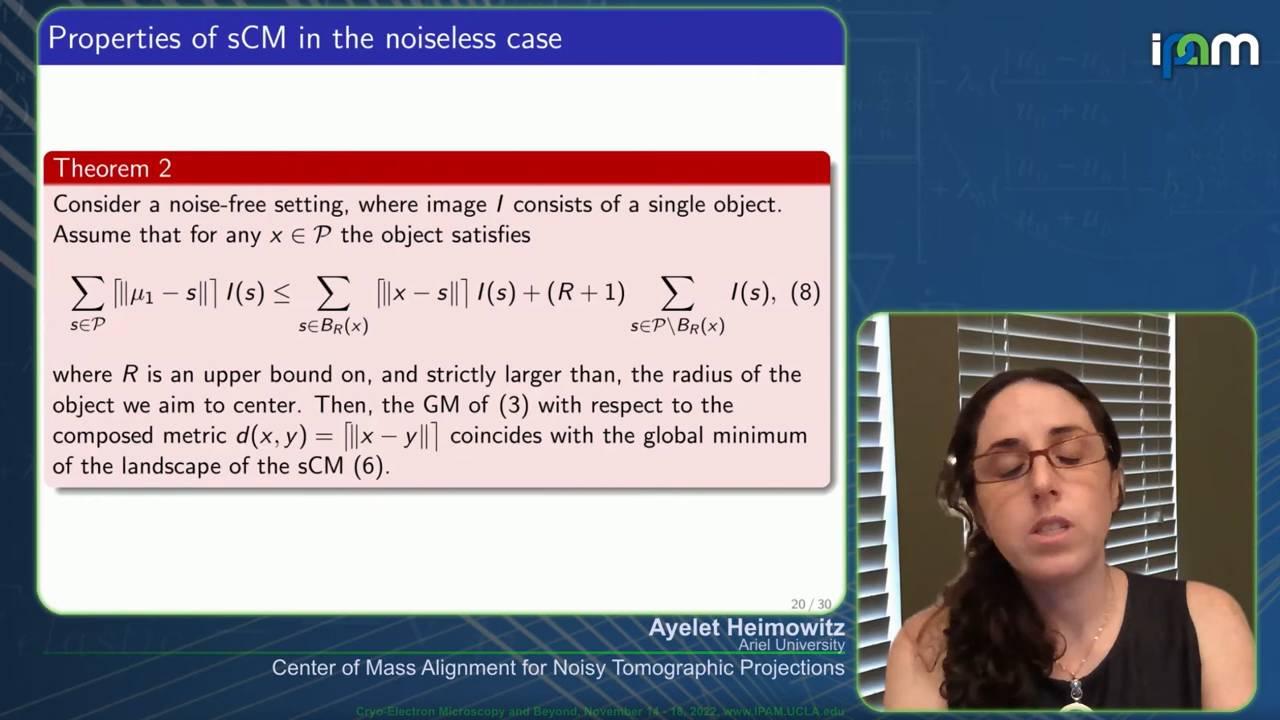 Properties of sCM in the noiseless case
ipam
Theorem 2
Consider a noise-free setting, where image I consists of a single object.
Assume that for any x ∈ 𝒫 the object satisfies
∑_{s∈𝒫} ⌈‖μ₁ − s‖⌉ I(s) ≤ ∑_{s∈B_R(x)} ⌈‖x − s‖⌉ I(s) + (R + 1) ∑_{s∈𝒫\B_R(x)} I(s), (8)
where R is an upper bound on, and strictly larger than, the radius of the
object we aim to center. Then, the GM of (3) with respect to the
composed metric d(x, y) = ⌈‖x − y‖⌉ coincides with the global minimum
of the landscape of the sCM (6).
20 / 30
Ayelet Heimowitz
Ariel University
Center of Mass Alignment for Noisy Tomographic Projections
Cryo-Electron Microscopy and Beyond, November 14 - 18, 2022, www.IPAM.UCLA.edu